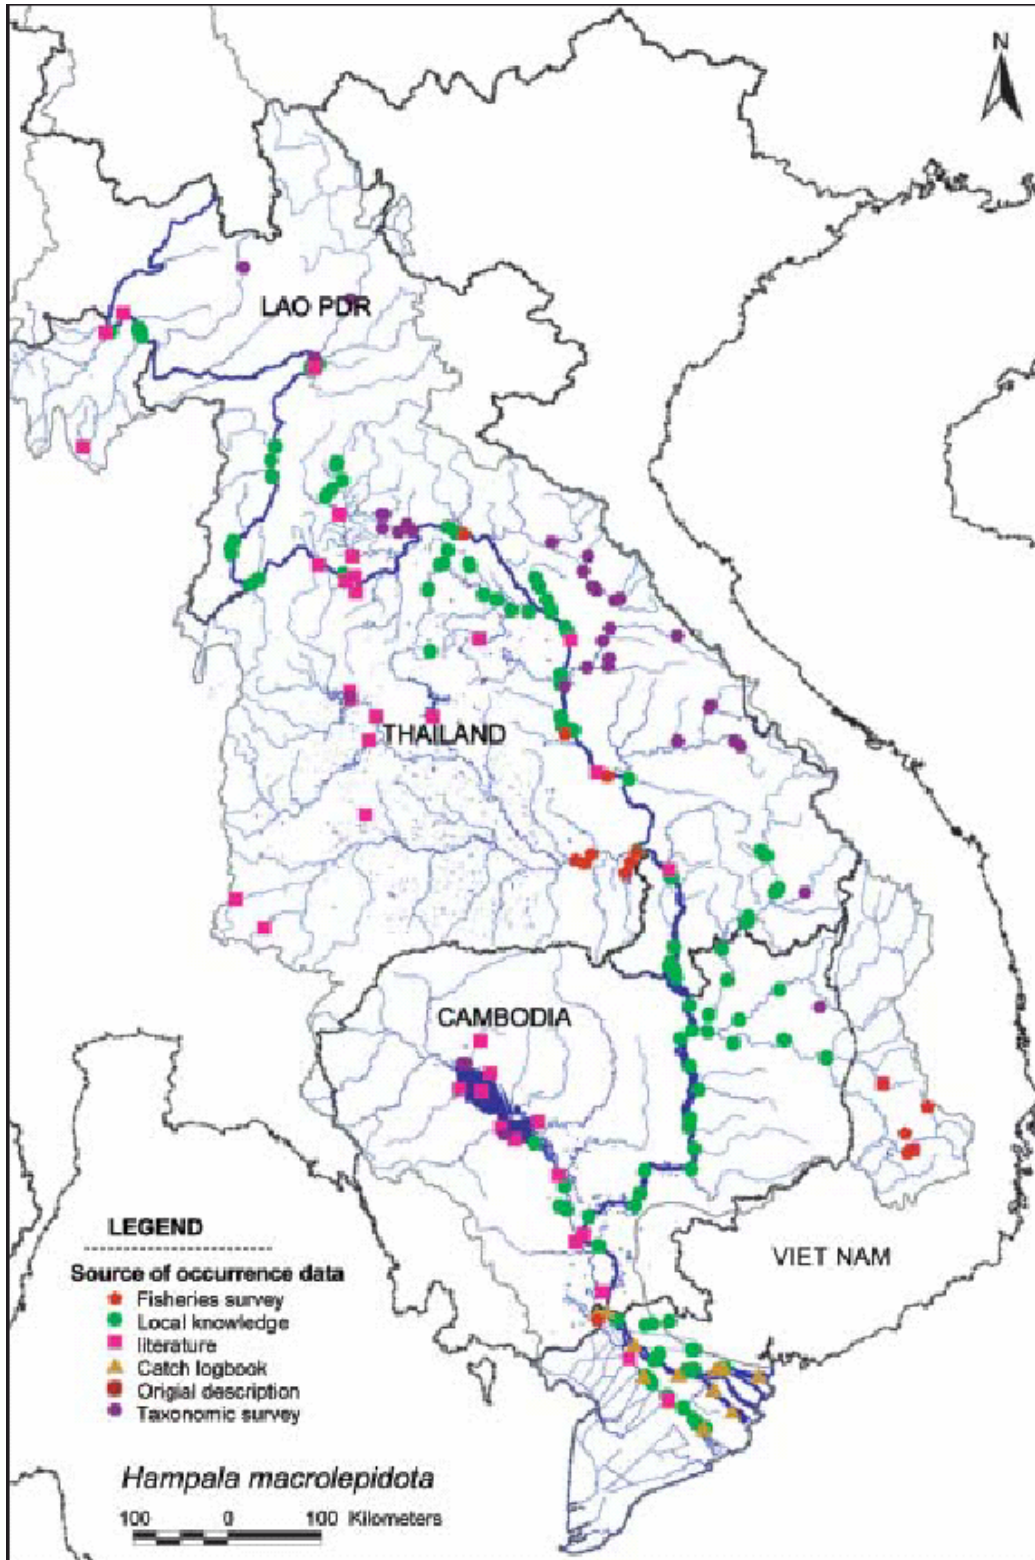 N
LAO PDR
THAILAND
CAMBODIA
VIET NAM
LEGEND
Source of occurrence data
Fisheries survey
Local knowledge
literature
Catch logbook
Origial description
Taxonomic survey
Hampala macrolepidota
100 0 100 Kilometers